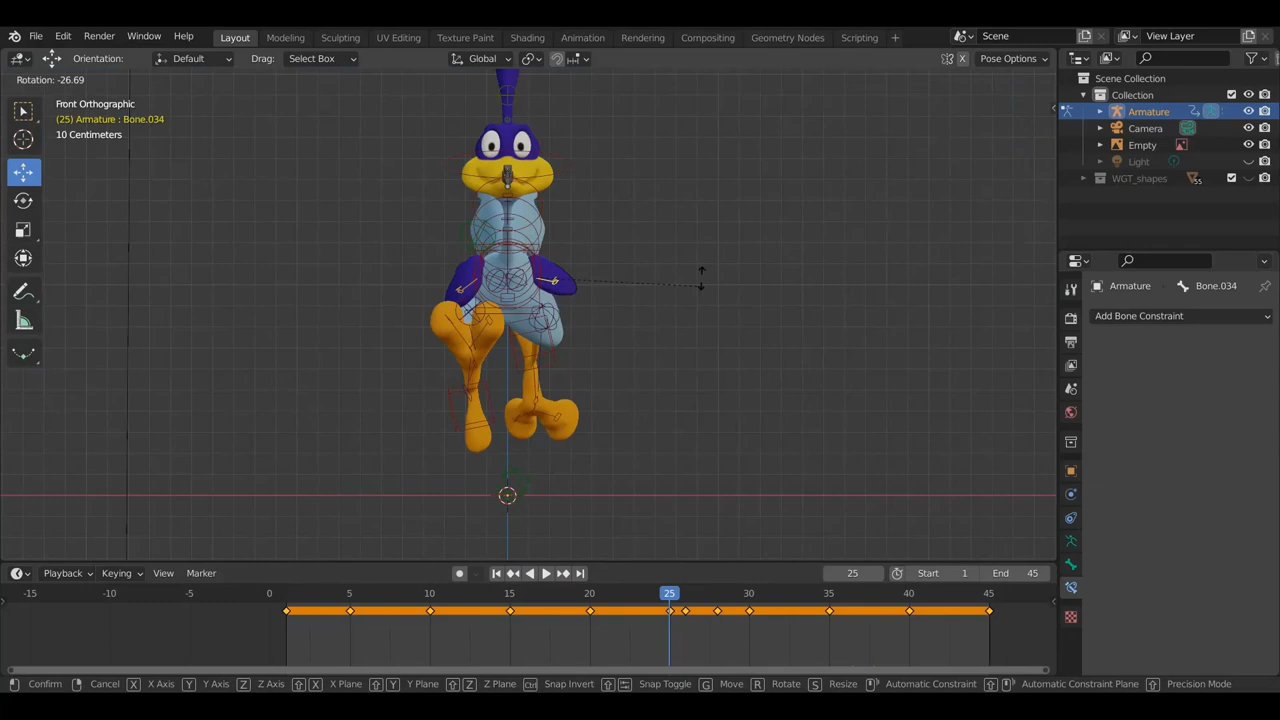 File Edit Render Window Help Layout Modeling Sculpting UV Editing Texture Paint Shading Animation Rendering Compositing Geometry Nodes Scripting + Scene View Layer
Orientation: Default Drag: Select Box Global X Pose Options
Rotation: -26.69
Scene Collection
Front Orthographic
Collection
(25) Armature : Bone.034
Armature
10 Centimeters
Camera
Empty
Light
WGT_shapes 55
Armature Bone.034
Add Bone Constraint
Playback Keying View Marker 25 Start 1 End 45
-15 -10 -5 0 5 10 15 20 25 30 35 40 45
Confirm Cancel X X Axis Y Y Axis Z Z Axis X X Plane Y Y Plane Z Z Plane Ctrl Snap Invert Snap Toggle G Move R Rotate S Resize Automatic Constraint Automatic Constraint Plane Precision Mode